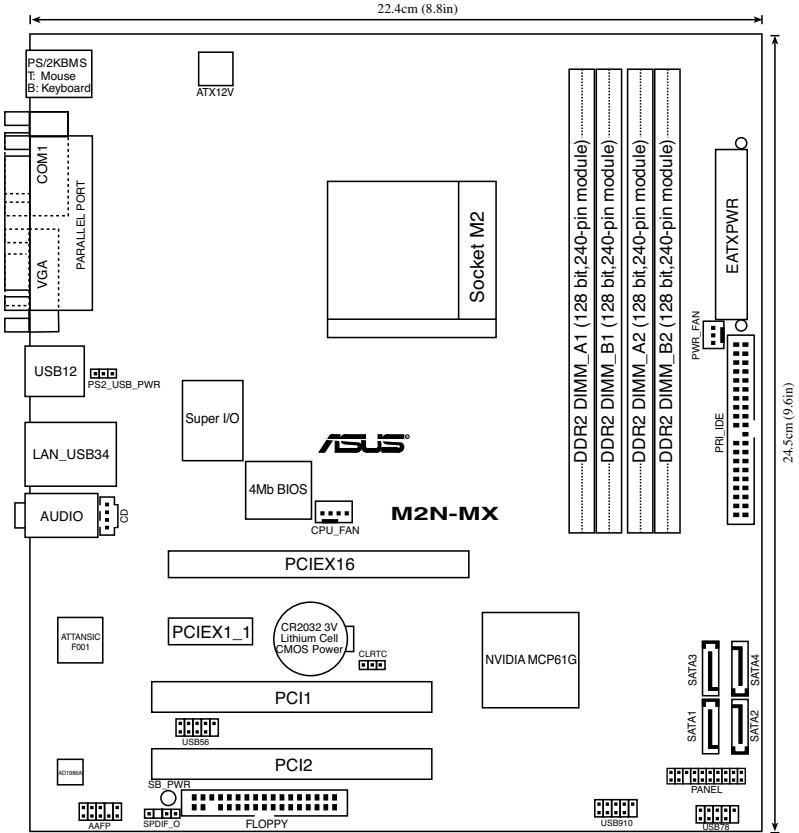 22.4cm (8.8in)
PS/2KBMS
T: Mouse
B: Keyboard
ATX12V
COM1
PARALLEL PORT
VGA
Socket M2
DDR2 DIMM_A1 (128 bit,240-pin module)
DDR2 DIMM_B1 (128 bit,240-pin module)
DDR2 DIMM_A2 (128 bit,240-pin module)
DDR2 DIMM_B2 (128 bit,240-pin module)
EATXPWR
PWR_FAN
PRI_IDE
24.5cm (9.6in)
USB12
PS2_USB_PWR
Super I/O
LAN_USB34
ASUS
4Mb BIOS
AUDIO
CD
CPU_FAN
M2N-MX
PCIEX16
ATTANSIC
F001
PCIEX1_1
CR2032 3V
Lithium Cell
CMOS Power
CLRTC
NVIDIA MCP61G
SATA3
SATA4
PCI1
SATA1
SATA2
USB56
PCI2
AD1986A
SB_PWR
PANEL
AAFP
SPDIF_O
FLOPPY
USB910
USB78